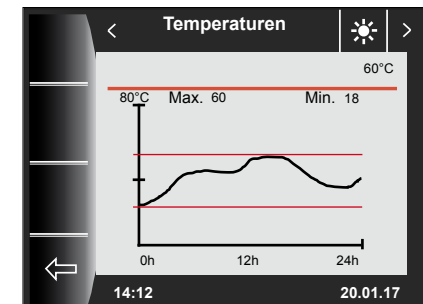 < Temperaturen >
60°C
80°C Max. 60 Min. 18
0h 12h 24h
14:12 20.01.17